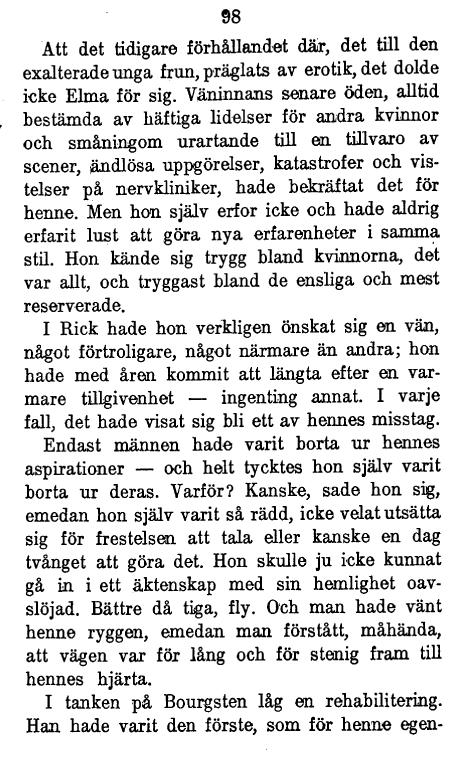 98
Att det tidigare förhållandet där, det till den
exalterade unga frun, präglats av erotik, det dolde
icke Elma för sig. Väninnans senare öden, alltid
bestämda av häftiga lidelser för andra kvinnor
och småningom urartande till en tillvaro av
scener, ändlösa uppgörelser, katastrofer och vis-
telser på nervkliniker, hade bekräftat det för
henne. Men hon själv erfor icke och hade aldrig
erfarit lust att göra nya erfarenheter i samma
stil. Hon kände sig trygg bland kvinnorna, det
var allt, och tryggast bland de ensliga och mest
reserverade.
I Rick hade hon verkligen önskat sig en vän,
något förtroligare, något närmare än andra; hon
hade med åren kommit att längta efter en var-
mare tillgivenhet — ingenting annat. I varje
fall, det hade visat sig bli ett av hennes misstag.
Endast männen hade varit borta ur hennes
aspirationer — och helt tycktes hon själv varit
borta ur deras. Varför? Kanske, sade hon sig,
emedan hon själv varit så rädd, icke velat utsätta
sig för frestelsen att tala eller kanske en dag
tvånget att göra det. Hon skulle ju icke kunnat
gå in i ett äktenskap med sin hemlighet oav-
slöjad. Bättre då tiga, fly. Och man hade vänt
henne ryggen, emedan man förstått, måhända,
att vägen var för lång och för stenig fram till
hennes hjärta.
I tanken på Bourgsten låg en rehabilitering.
Han hade varit den förste, som för henne egen-